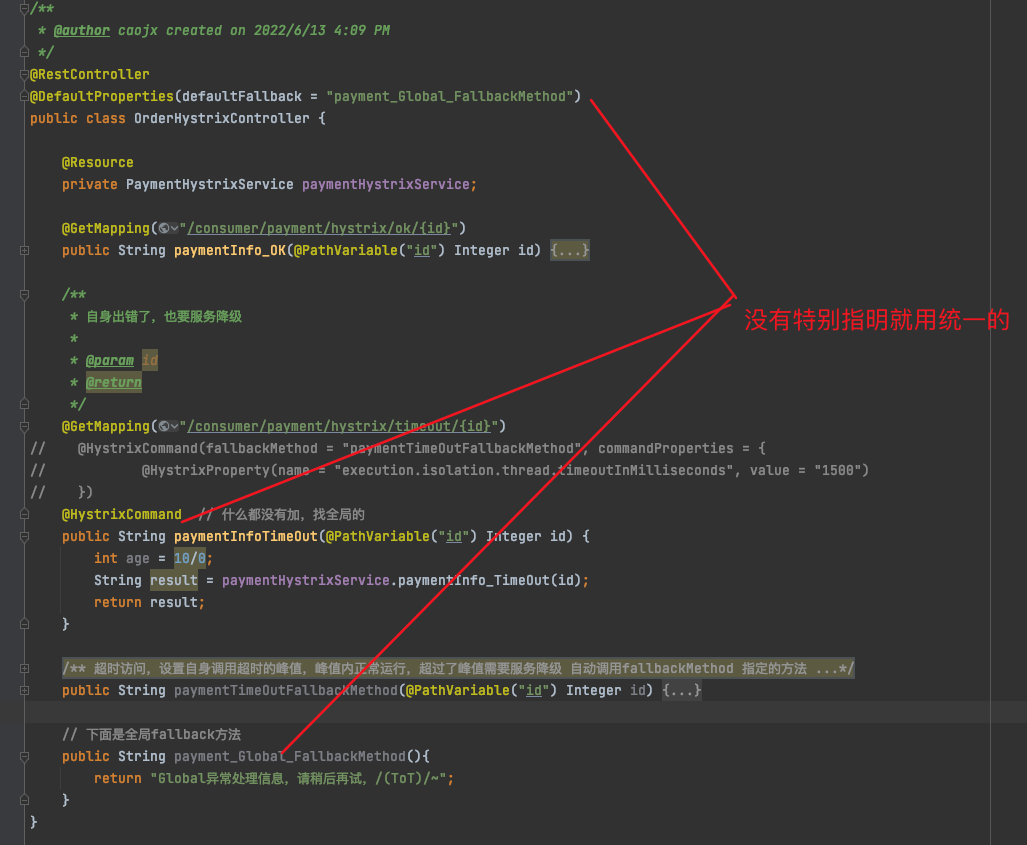 /**
 * @author caojx created on 2022/6/13 4:09 PM
 */
@RestController
@DefaultProperties(defaultFallback = "payment_Global_FallbackMethod")
public class OrderHystrixController {
    @Resource
    private PaymentHystrixService paymentHystrixService;
    @GetMapping("/consumer/payment/hystrix/ok/{id}")
    public String paymentInfo_OK(@PathVariable("id") Integer id) {...}
    /**
     * 自身出错了，也要服务降级
没有特别指明就用统一的
     *
     * @param id
     * @return
     */
    @GetMapping("/consumer/payment/hystrix/timeOut/{id}")
//    @HystrixCommand(fallbackMethod = "paymentTimeOutFallbackMethod", commandProperties = {
//            @HystrixProperty(name = "execution.isolation.thread.timeoutInMilliseconds", value = "1500")
//    })
    @HystrixCommand  // 什么都没有加，找全局的
    public String paymentInfoTimeOut(@PathVariable("id") Integer id) {
        int age = 10/0;
        String result = paymentHystrixService.paymentInfo_TimeOut(id);
        return result;
    }
    /** 超时访问，设置自身调用超时的峰值，峰值内正常运行，超过了峰值需要服务降级 自动调用fallbackMethod 指定的方法 ...*/
    public String paymentTimeOutFallbackMethod(@PathVariable("id") Integer id) {...}
    // 下面是全局fallback方法
    public String payment_Global_FallbackMethod(){
        return "Global异常处理信息，请稍后再试，/(ToT)/~";
    }
}